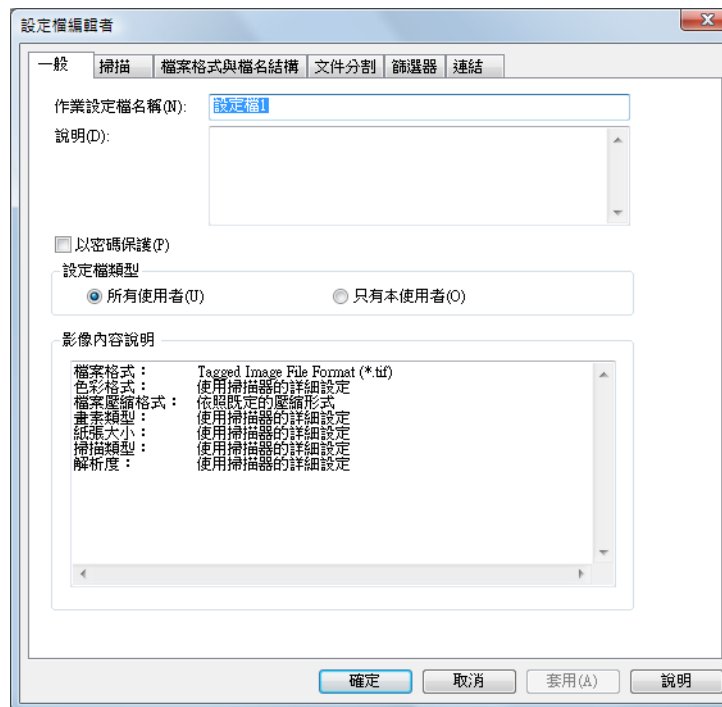 設定檔編輯者
一般 掃描 檔案格式與檔名結構 文件分割 篩選器 連結
作業設定檔名稱(N): 設定檔1
說明(D):
以密碼保護(P)
設定檔類型
所有使用者(U) 只有本使用者(O)
影像內容說明
檔案格式： Tagged Image File Format (*.tif)
色彩格式： 使用掃描器的詳細設定
檔案壓縮格式： 依照既定的壓縮形式
畫素類型： 使用掃描器的詳細設定
紙張大小： 使用掃描器的詳細設定
掃描類型： 使用掃描器的詳細設定
解析度： 使用掃描器的詳細設定
確定 取消 套用(A) 說明